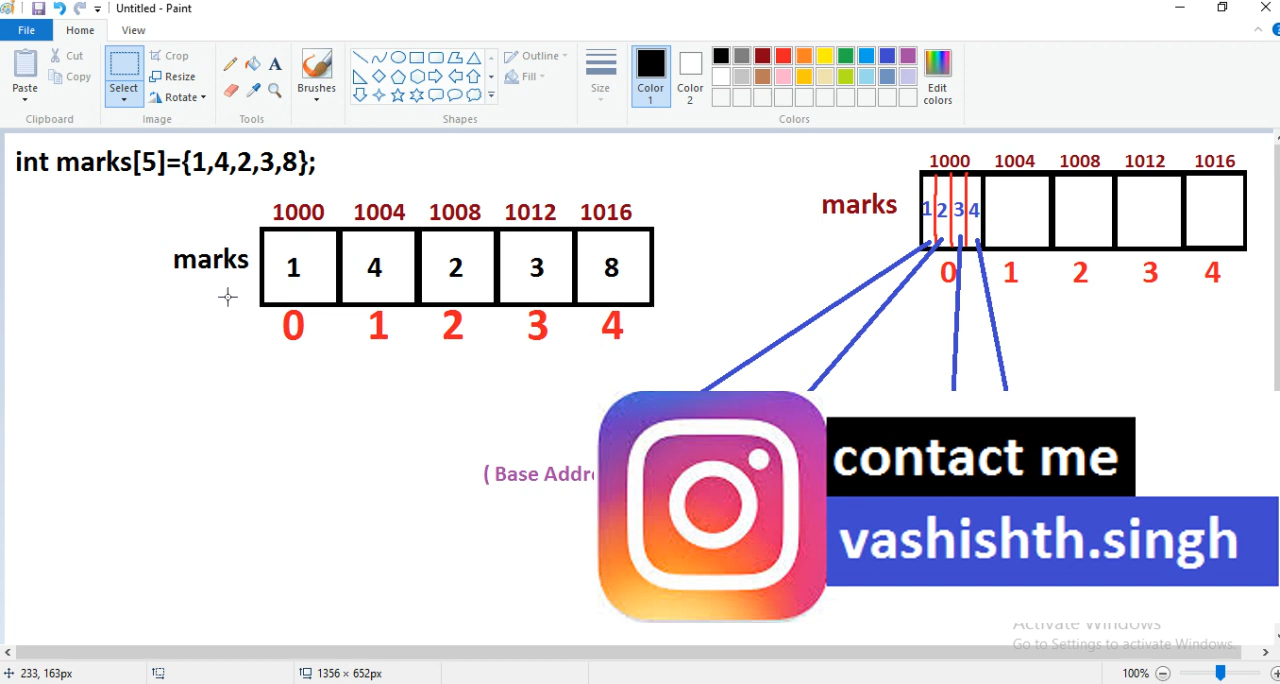 Untitled - Paint
File
Home
View
Paste
Cut
Copy
Clipboard
Select
Crop
Resize
Rotate
Image
A
Tools
Brushes
Outline
Fill
Shapes
Size
Color 1
Color 2
Edit colors
Colors
int marks[5]={1,4,2,3,8};
1000 1004 1008 1012 1016
marks
1 4 2 3 8
0 1 2 3 4
1000 1004 1008 1012 1016
marks
1 2 3 4
0 1 2 3 4
( Base Addre
contact me
vashishth.singh
Activate Windows
Go to Settings to activate Windows.
233, 163px
1356 × 652px
100%